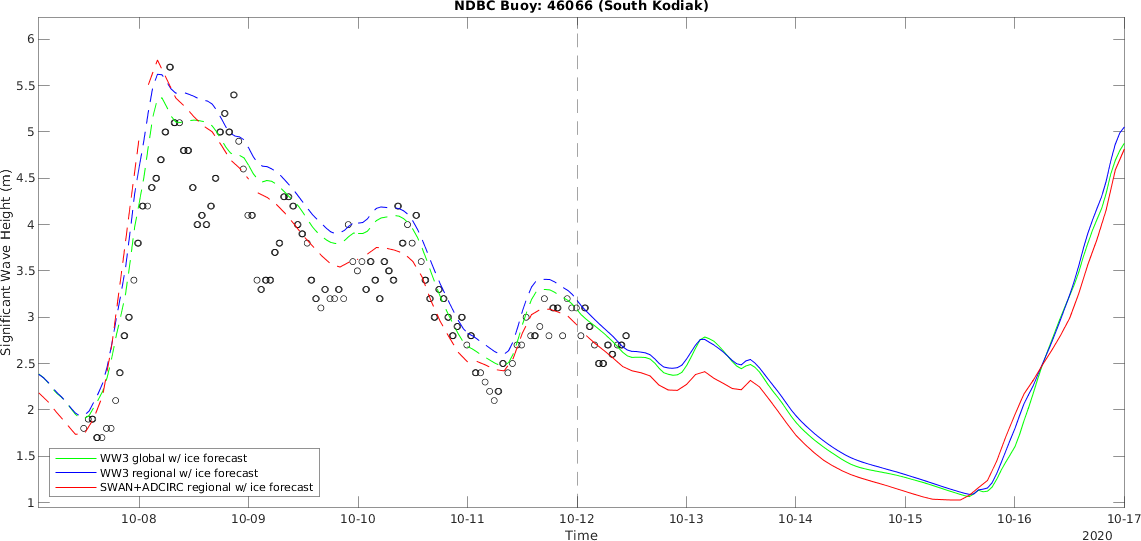 NDBC Buoy: 46066 (South Kodiak)
Significant Wave Height (m)
6
5.5
5
4.5
4
3.5
3
2.5
2
1.5
1
WW3 global w/ ice forecast
WW3 regional w/ ice forecast
SWAN+ADCIRC regional w/ ice forecast
10-08 10-09 10-10 10-11 10-12 10-13 10-14 10-15 10-16 10-17
Time
2020